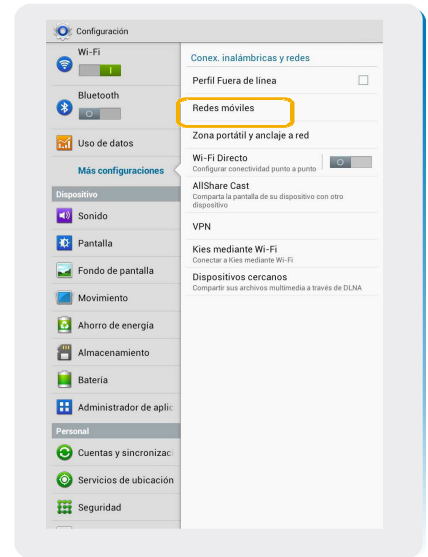 Configuración
Wi-Fi
Bluetooth
Uso de datos
Más configuraciones
Dispositivo
Sonido
Pantalla
Fondo de pantalla
Movimiento
Ahorro de energía
Almacenamiento
Batería
Administrador de aplic
Personal
Cuentas y sincronizaci
Servicios de ubicación
Seguridad
Conex. inalámbricas y redes
Perfil Fuera de línea
Redes móviles
Zona portátil y anclaje a red
Wi-Fi Directo
Configurar conectividad punto a punto
AllShare Cast
Comparta la pantalla de su dispositivo con otro
dispositivo
VPN
Kies mediante Wi-Fi
Conectar a Kies mediante Wi-Fi
Dispositivos cercanos
Compartir sus archivos multimedia a través de DLNA